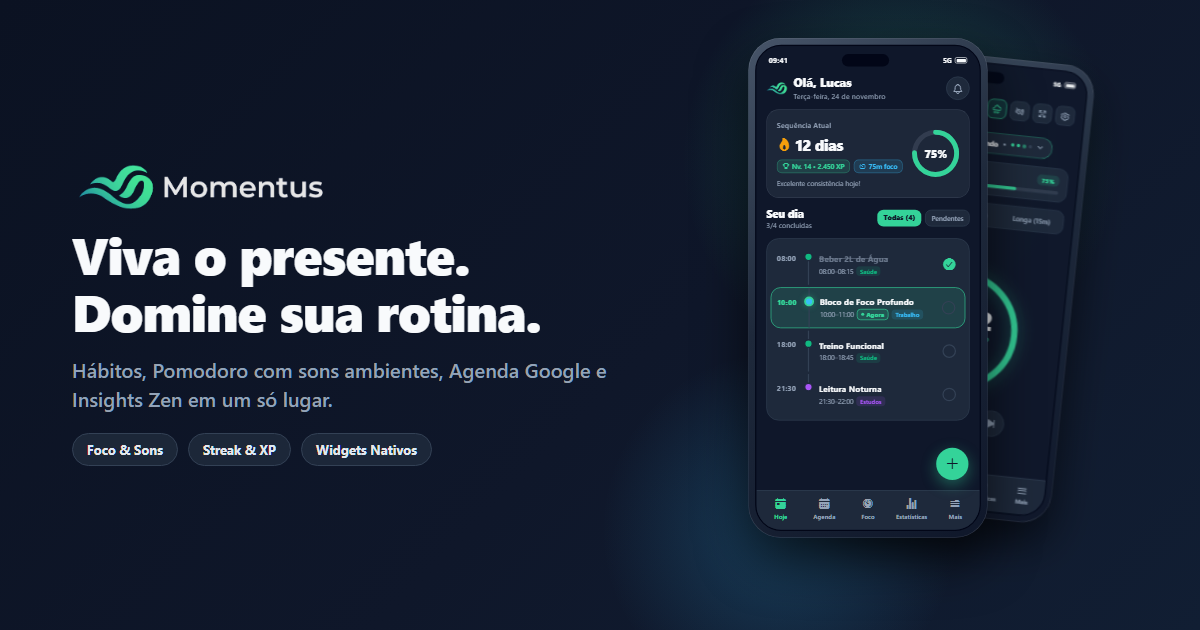 Momentus
Viva o presente.
Domine sua rotina.
Hábitos, Pomodoro com sons ambientes, Agenda Google e
Insights Zen em um só lugar.
Foco & Sons
Streak & XP
Widgets Nativos
09:41
5G
Olá, Lucas
Terça-feira, 24 de novembro
Sequência Atual
12 dias
Nv. 14 • 2.450 XP
75m foco
Excelente consistência hoje!
75%
Seu dia
3/4 concluídas
Todas (4)
Pendentes
08:00
Beber 2L de Água
08:00-08:15
Saúde
10:00
Bloco de Foco Profundo
10:00-11:00
Agora
Trabalho
18:00
Treino Funcional
18:00-18:45
Saúde
21:30
Leitura Noturna
21:30-22:00
Estudos
Hoje
Agenda
Foco
Estatísticas
Mais
75%
Longa (15m)
Mais